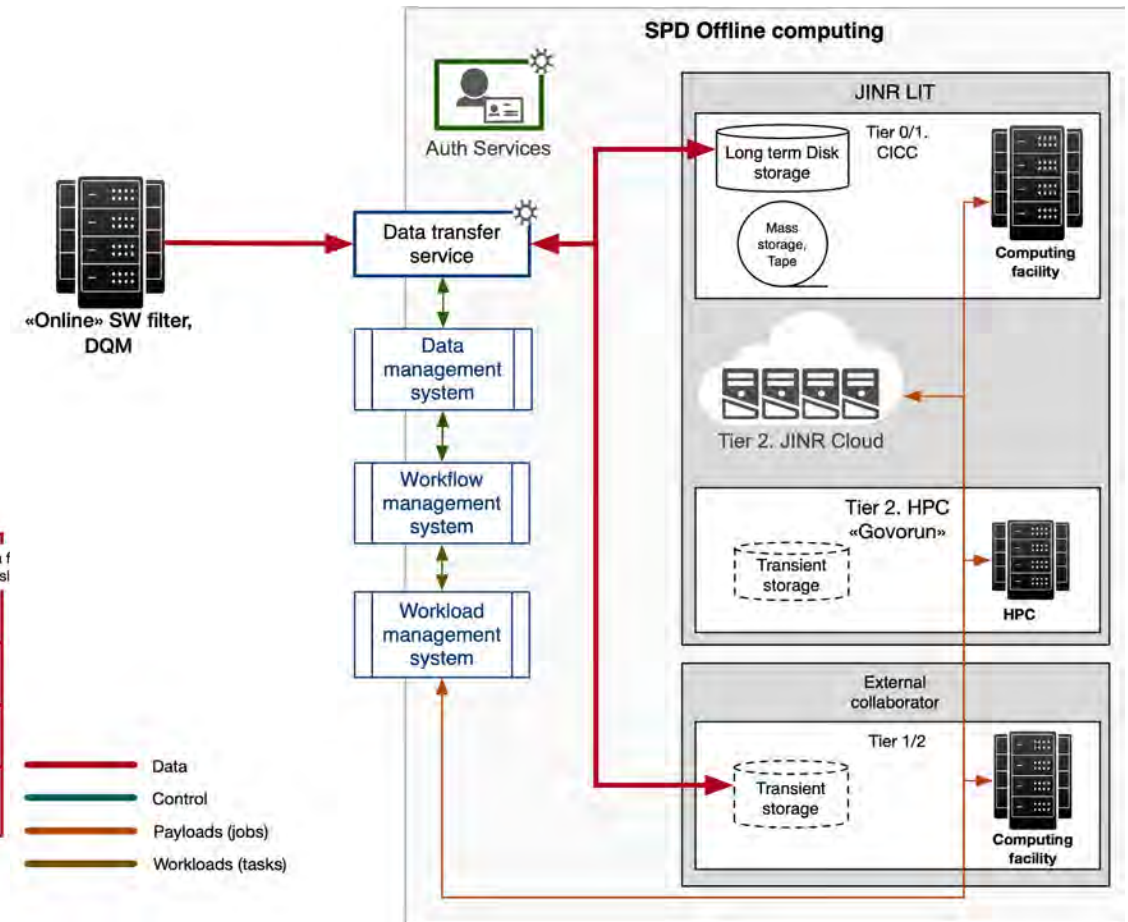 SPD Offline computing
Auth Services
JINR LIT
Tier 0/1.
CICC
Long term Disk
storage
Mass
storage,
Tape
Computing
facility
Data transfer
service
«Online» SW filter,
DQM
Data
management
system
Tier 2. JINR Cloud
Workflow
management
system
Tier 2. HPC
«Govorun»
Transient
storage
HPC
Workload
management
system
External
collaborator
Tier 1/2
Transient
storage
Computing
facility
Data
Control
Payloads (jobs)
Workloads (tasks)